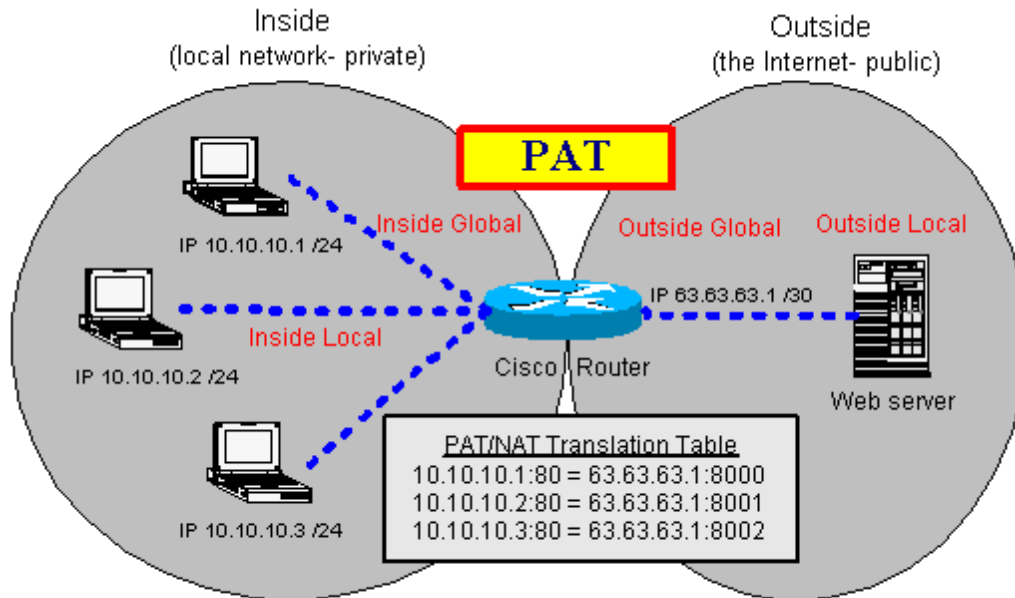 Inside
(local network- private)
Outside
(the Internet- public)
PAT
IP 10.10.10.1 /24
Inside Global
Outside Global
Outside Local
IP 63.63.63.1 /30
Inside Local
IP 10.10.10.2 /24
Cisco Router
Web server
IP 10.10.10.3 /24
PAT/NAT Translation Table
10.10.10.1:80 = 63.63.63.1:8000
10.10.10.2:80 = 63.63.63.1:8001
10.10.10.3:80 = 63.63.63.1:8002